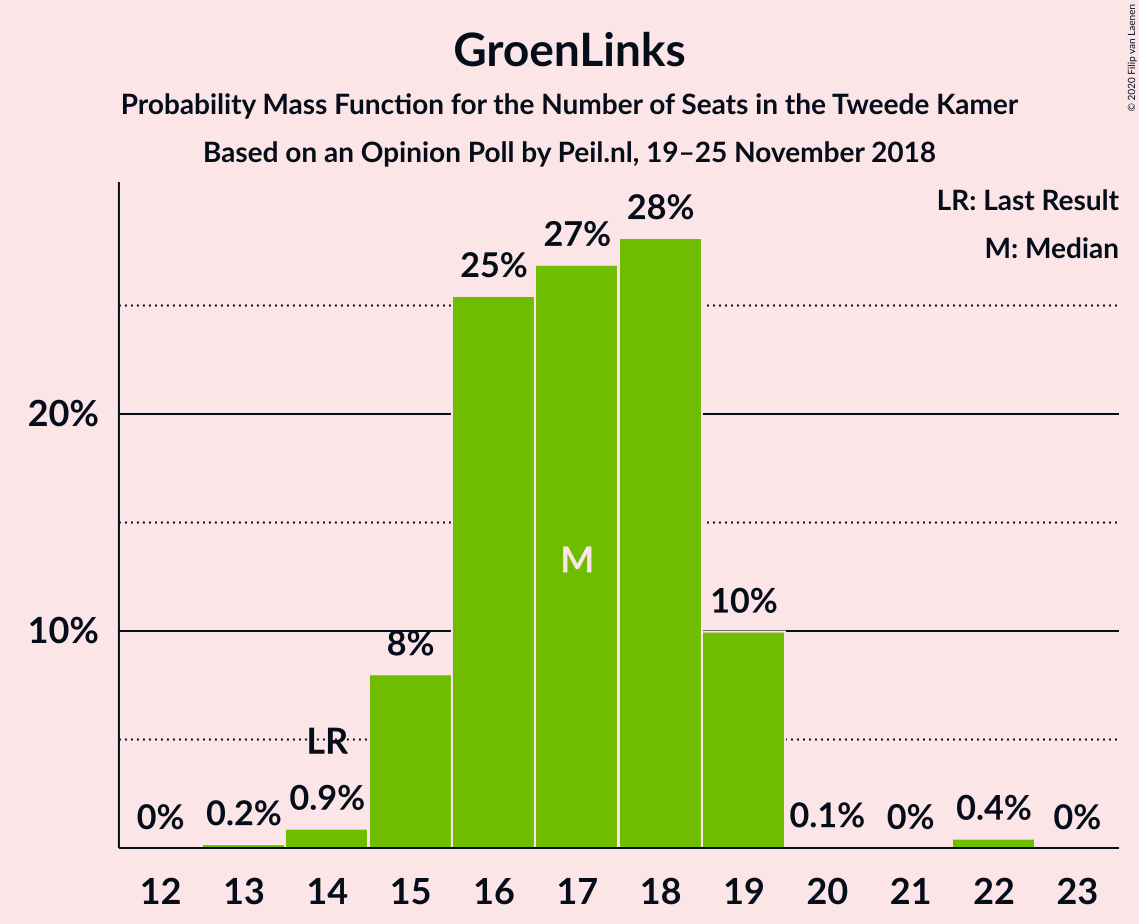 GroenLinks
Probability Mass Function for the Number of Seats in the Tweede Kamer
Based on an Opinion Poll by Peil.nl, 19–25 November 2018
© 2020 Filip van Laenen
LR: Last Result
M: Median
28%
27%
25%
20%
M
10%
10%
8%
LR
0% 0.2% 0.9% 0.1% 0% 0.4% 0%
12 13 14 15 16 17 18 19 20 21 22 23